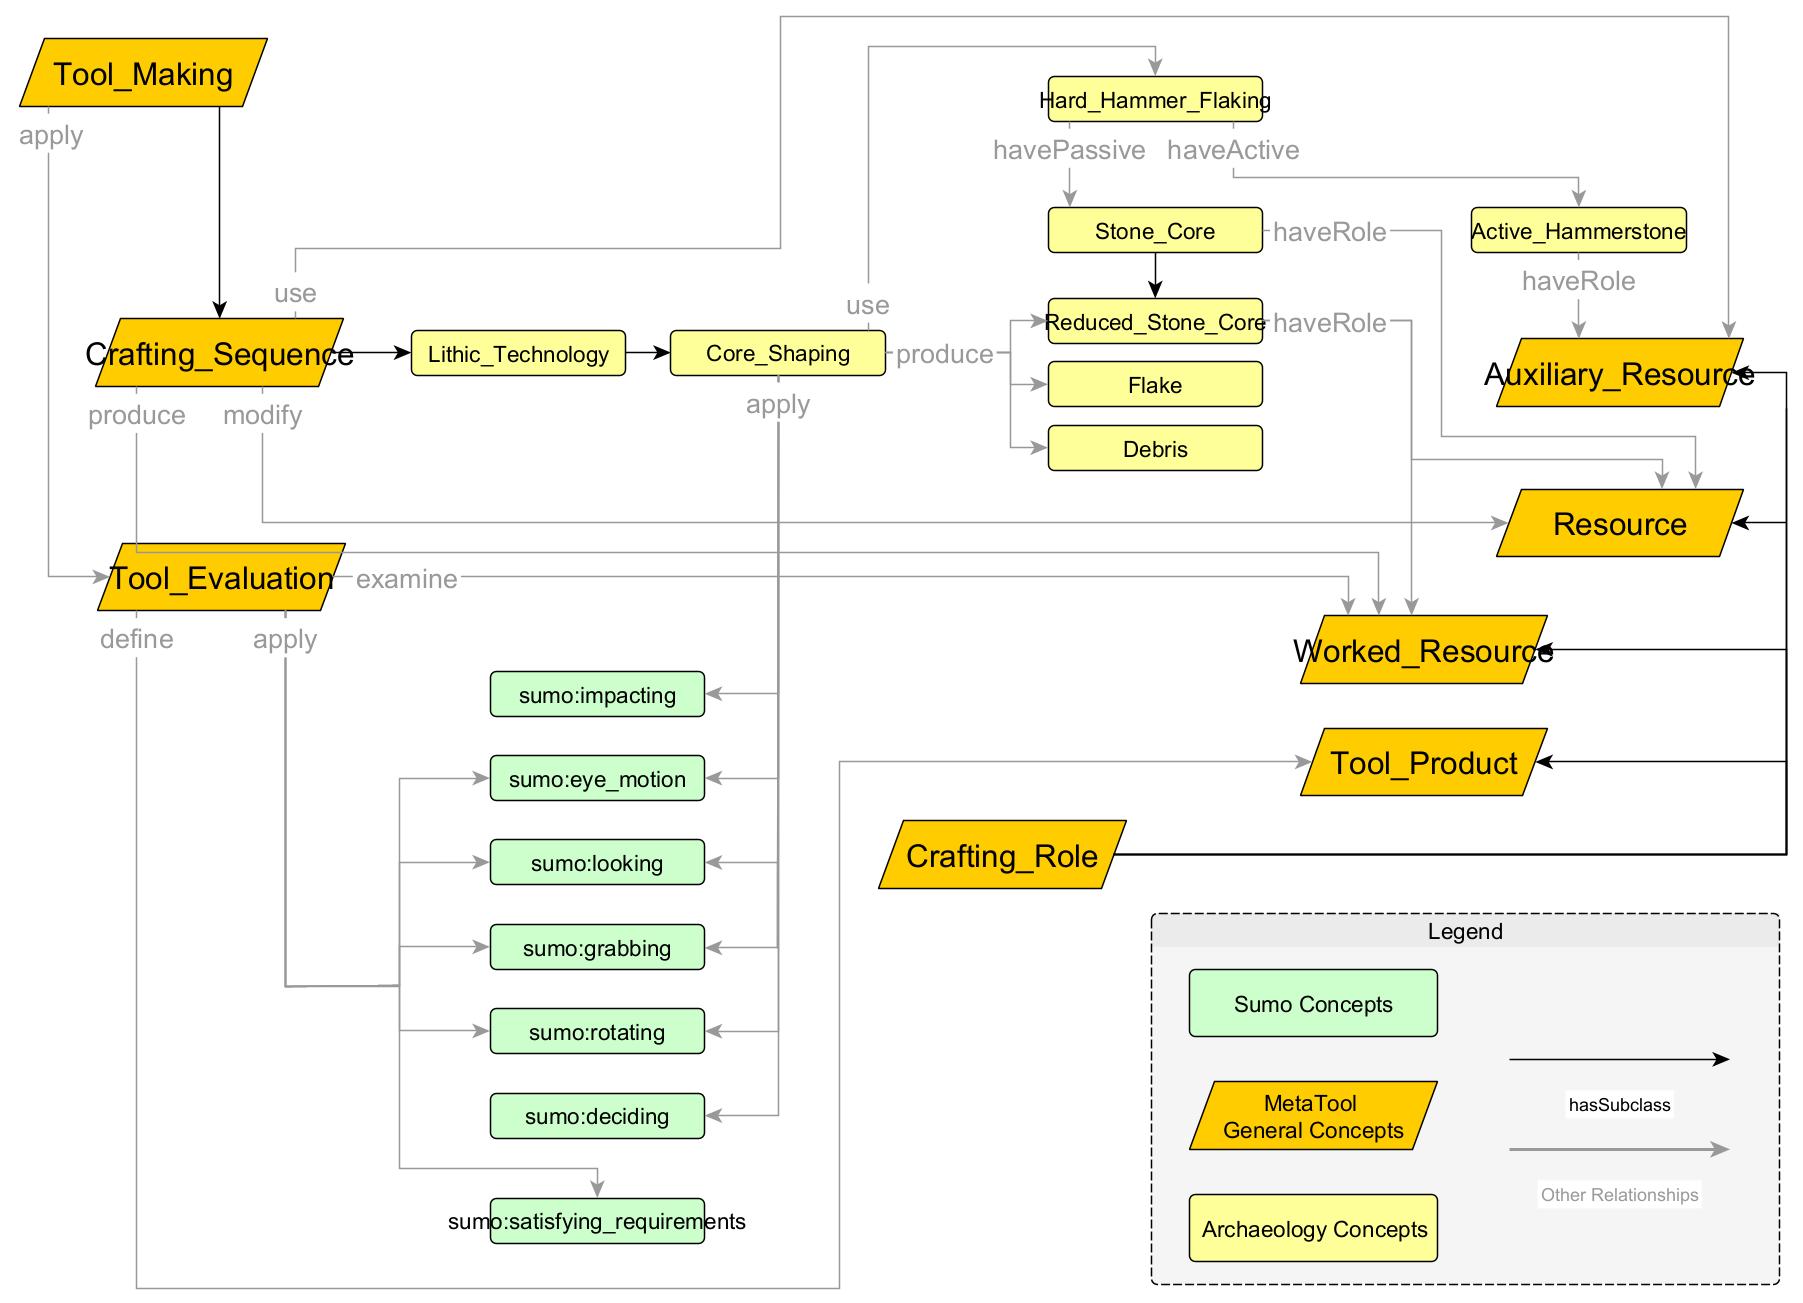 Tool_Making
apply
Hard_Hammer_Flaking
havePassive
haveActive
Stone_Core
haveRole
Active_Hammerstone
haveRole
use
use
Reduced_Stone_Core
haveRole
Crafting_Sequence
Lithic_Technology
Core_Shaping
produce
Flake
Auxiliary_Resource
produce
modify
apply
Debris
Resource
Tool_Evaluation
examine
define
apply
Worked_Resource
sumo:impacting
sumo:eye_motion
Tool_Product
sumo:looking
Crafting_Role
sumo:grabbing
sumo:rotating
sumo:deciding
sumo:satisfying_requirements
Legend
Sumo Concepts
MetaTool
General Concepts
hasSubclass
Other Relationships
Archaeology Concepts